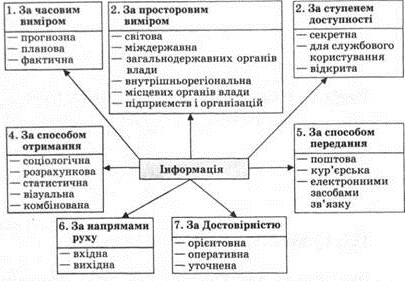 1. За часовим
виміром
— прогнозна
— планова
— фактична
2. За просторовим
виміром
— світова
— міждержавна
— загальнодержавних органів
влади
— внутрішньорегіональна
— місцевих органів влади
— підприємств і організацій
2. За ступенем
доступності
— секретна
— для службового
користування
— відкрита
4. За способом
отримання
— соціологічна
— розрахункова
— статистична
— візуальна
— комбінована
Інформація
5. За способом
передання
— поштова
— кур’єрська
— електронними
засобами
зв’язку
6. За напрямами
руху
— вхідна
— вихідна
7. За Достовірністю
— орієнтовна
— оперативна
— уточнена